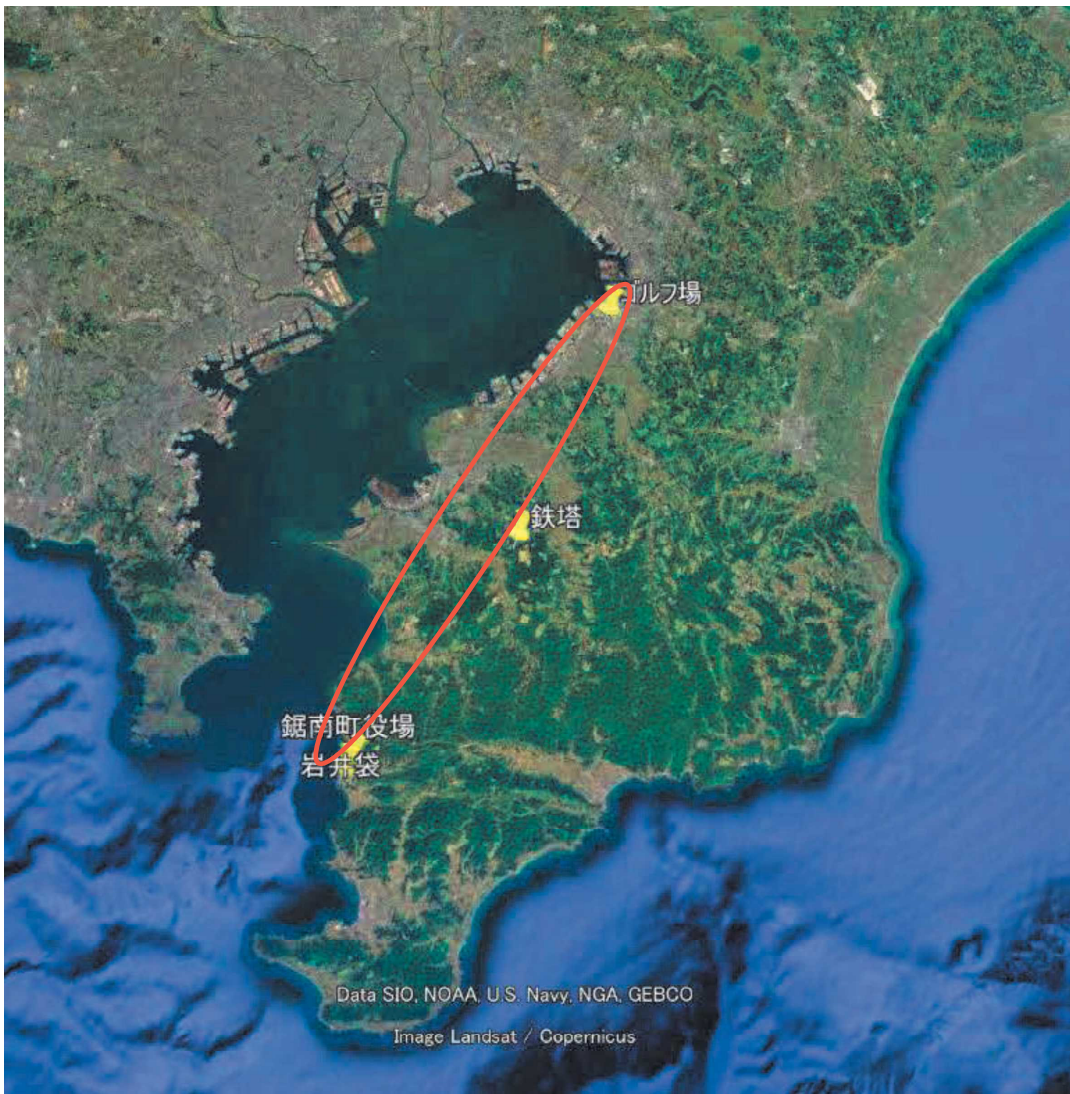 ゴルフ場
鉄塔
鋸南町役場
岩井袋
Data SIO, NOAA, U.S. Navy, NGA, GEBCO
Image Landsat / Copernicus